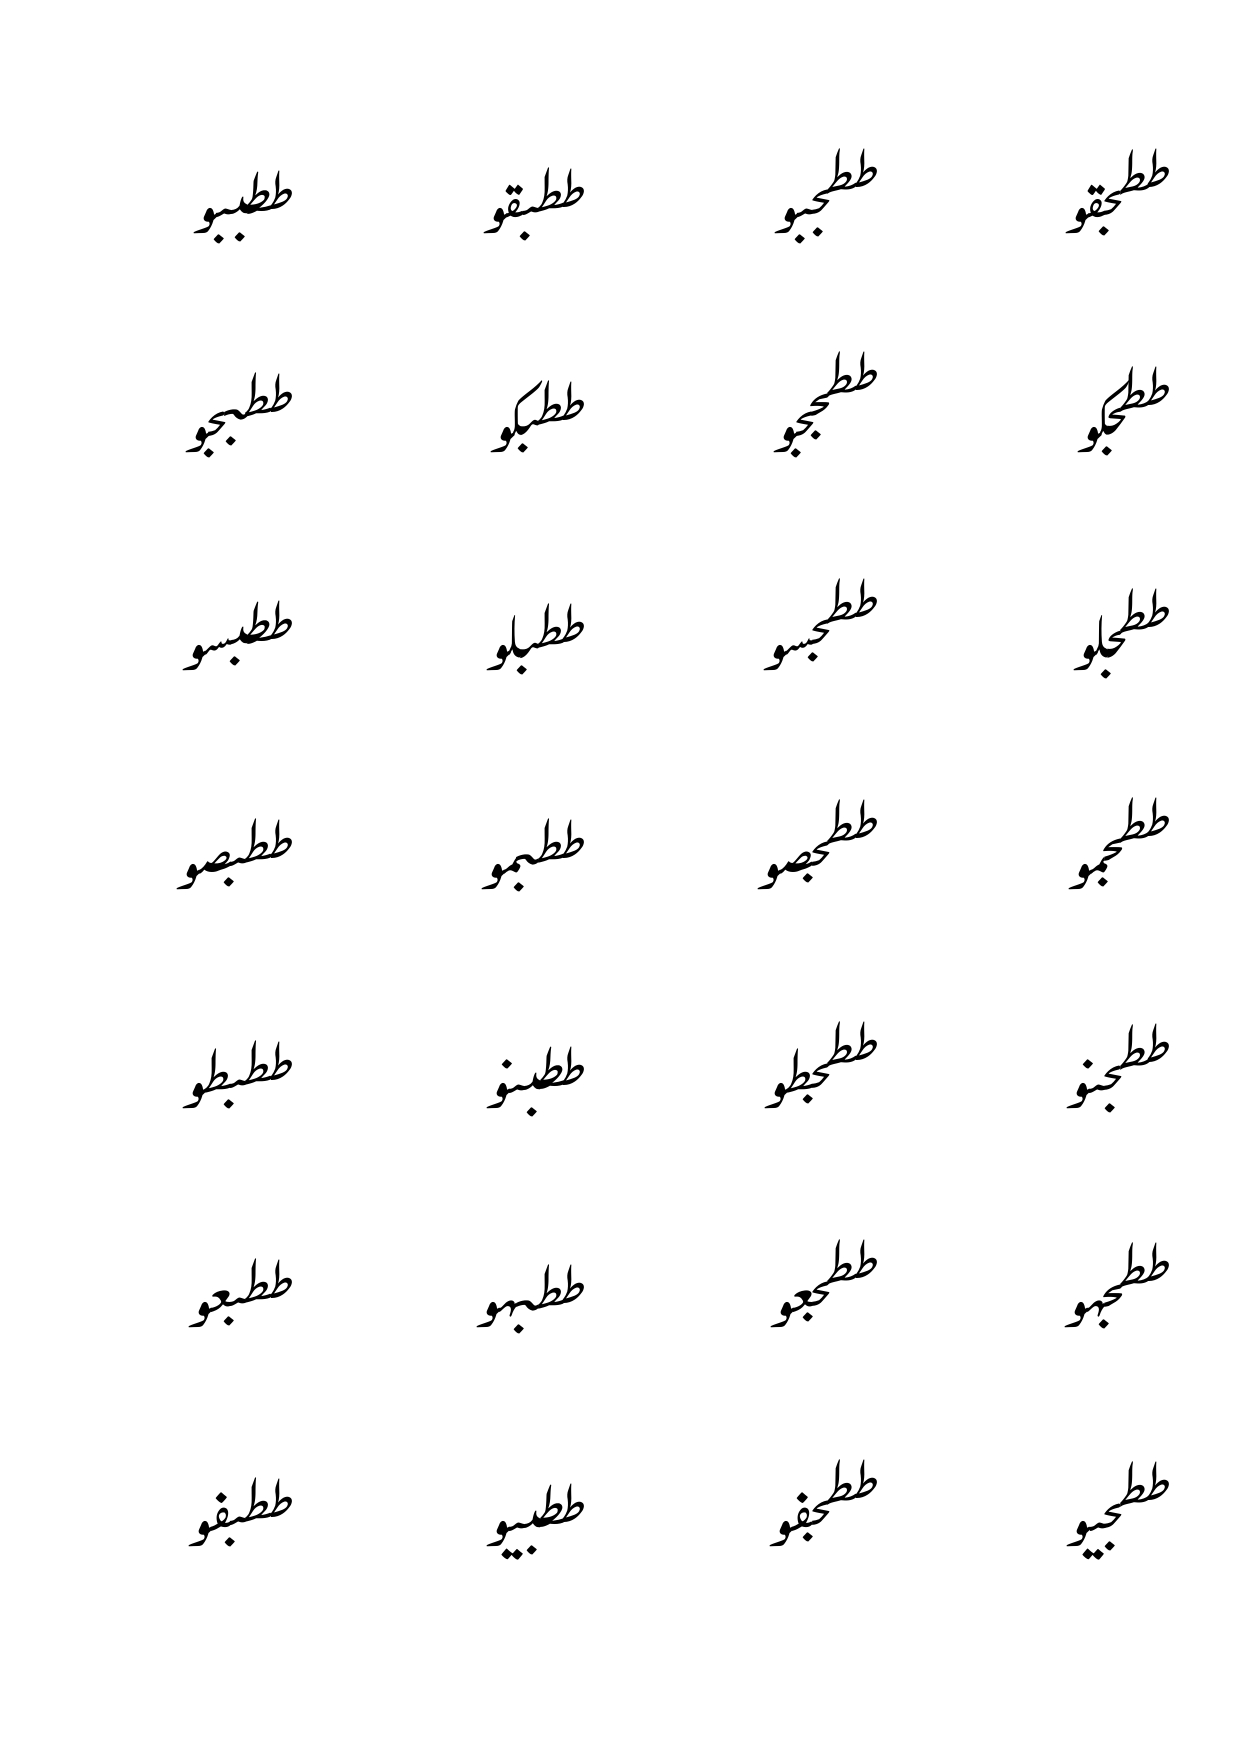 ططجقو ططجبو ططبقو ططببو
ططجكو ططججو ططبكو ططبجو
ططجلو ططجسو ططبلو ططبسو
ططجمو ططجصو ططبمو ططبصو
ططجنو ططجطو ططبنو ططبطو
ططجهو ططجعو ططبهو ططبعو
ططجيو ططجفو ططبيو ططبفو